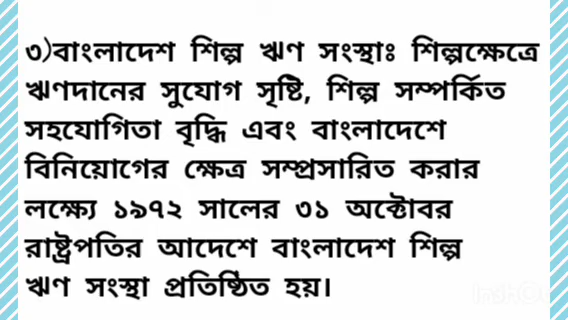 ৩)বাংলাদেশ শিল্প ঋণ সংস্থাঃ শিল্পক্ষেত্রে
ঋণদানের সুযোগ সৃষ্টি, শিল্প সম্পর্কিত
সহযোগিতা বৃদ্ধি এবং বাংলাদেশে
বিনিয়োগের ক্ষেত্র সম্প্রসারিত করার
লক্ষ্যে ১৯৭২ সালের ৩১ অক্টোবর
রাষ্ট্রপতির আদেশে বাংলাদেশ শিল্প
ঋণ সংস্থা প্রতিষ্ঠিত হয়।